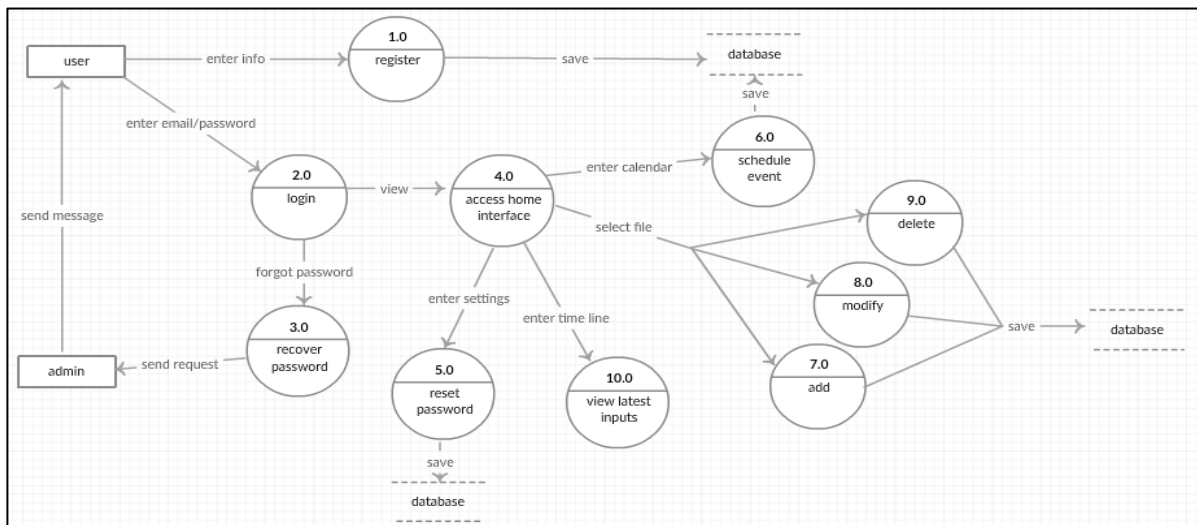 user
enter info
1.0
register
save
database
save
enter email/password
6.0
schedule
event
enter calendar
2.0
login
view
4.0
access home
interface
9.0
delete
send message
select file
forgot password
8.0
modify
enter settings
enter time line
save
database
3.0
recover
password
send request
admin
5.0
reset
password
10.0
view latest
inputs
7.0
add
save
database